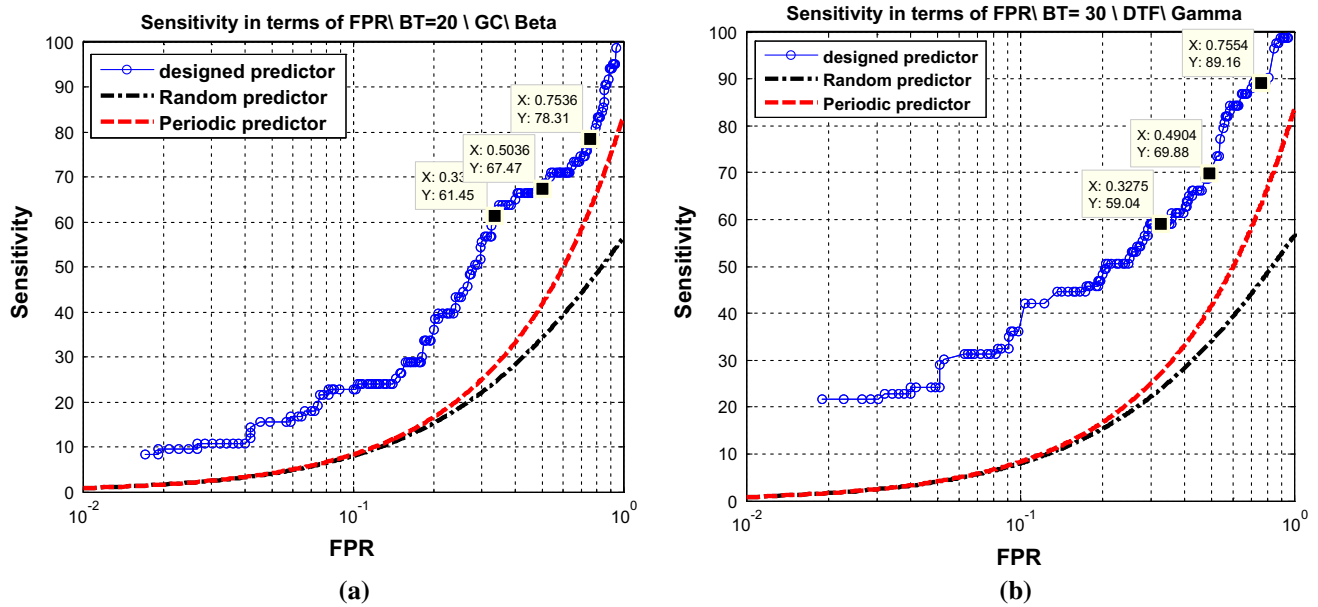 Sensitivity in terms of FPR\ BT=20 \ GC\ Beta
100
90
80
70
60
50
40
30
20
10
0
Sensitivity
designed predictor
Random predictor
Periodic predictor
X: 0.7536
Y: 78.31
X: 0.5036
Y: 67.47
X: 0.33
Y: 61.45
10-2
10-1
100
FPR
(a)
Sensitivity in terms of FPR\ BT= 30 \ DTF\ Gamma
100
90
80
70
60
50
40
30
20
10
0
Sensitivity
designed predictor
Random predictor
Periodic predictor
X: 0.7554
Y: 89.16
X: 0.4904
Y: 69.88
X: 0.3275
Y: 59.04
10-2
10-1
100
FPR
(b)